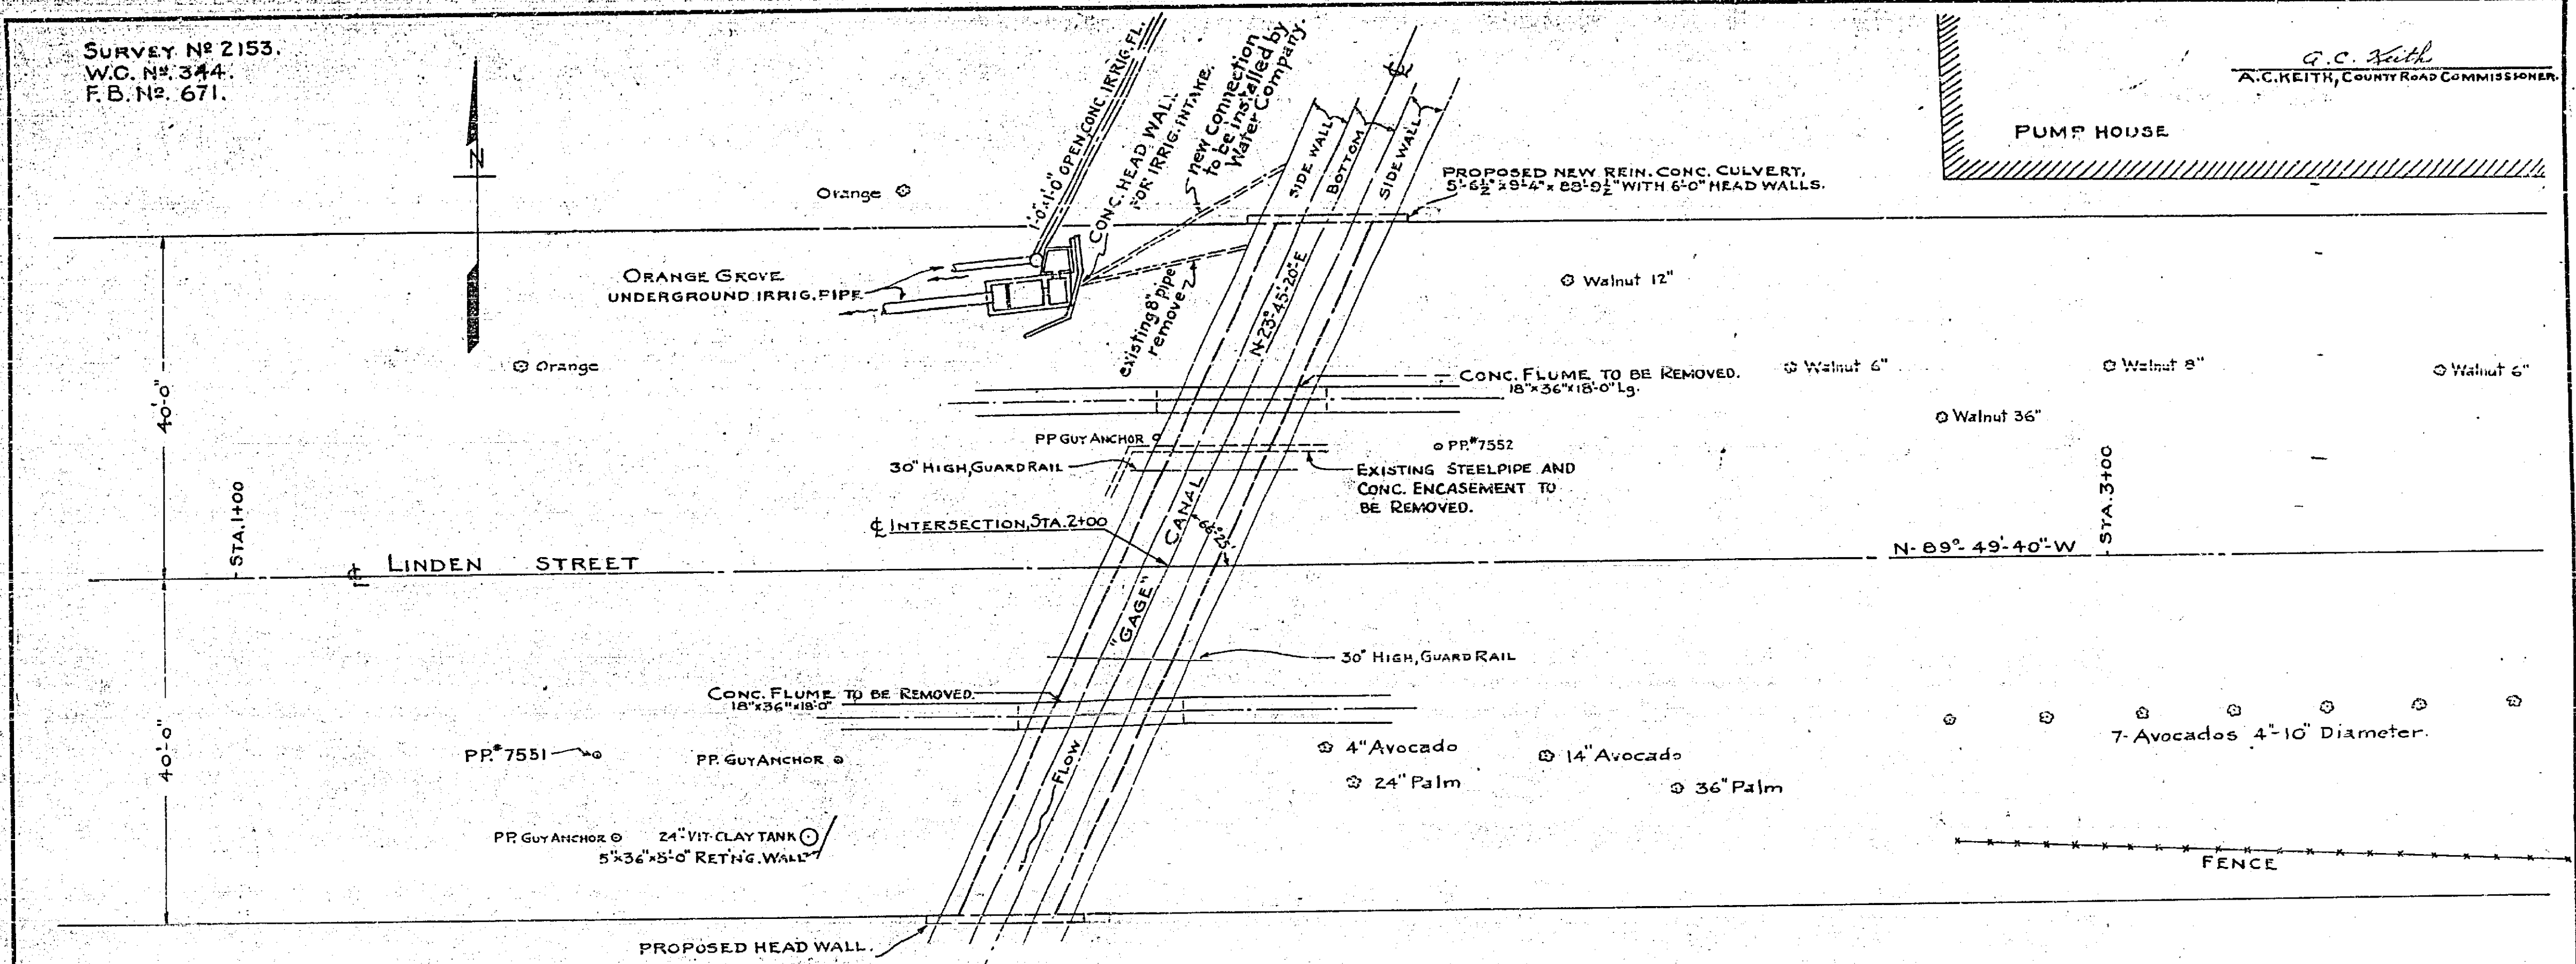 SURVEY Nº 2153.
W.O. Nº. 344.
F.B. Nº. 671.
N
1'-0"x1'-0" OPEN, CONC. IRRIG. FL.
CONC. HEAD WALL
FOR IRRIG. INTAKE.
new Connection
to be installed by
Water Company.
SIDE WALL
BOTTOM
SIDE WALL
℄
A.C. Keith
A.C. KEITH, COUNTY ROAD COMMISSIONER.
PUMP HOUSE
PROPOSED NEW REIN. CONC. CULVERT,
5'-6½" x 9'-4" x 88'-9½" WITH 6'-0" HEAD WALLS.
Orange
ORANGE GROVE
UNDERGROUND IRRIG. PIPE
existing 8" pipe
remove
N-23°-45'-20"-E
Walnut 12"
Orange
CONC. FLUME TO BE REMOVED.
18"x36"x18'-0" Lg.
Walnut 6"
Walnut 8"
Walnut 6"
Walnut 36"
40'-0"
PP GUY ANCHOR
PP.#7552
30" HIGH, GUARD RAIL
EXISTING STEEL PIPE AND
CONC. ENCASEMENT TO
BE REMOVED.
STA. 1+00
STA. 3+00
℄ INTERSECTION, STA. 2+00
"GAGE" CANAL
66°-25'
N-89°-49'-40"-W
℄ LINDEN STREET
30" HIGH, GUARD RAIL
CONC. FLUME TO BE REMOVED.
18"x36"x18'-0"
40'-0"
PP.#7551
PP. GUY ANCHOR
FLOW
4" Avocado
14" Avocado
7-Avocados 4"-10" Diameter.
24" Palm
36" Palm
PP. GUY ANCHOR
24" VIT. CLAY TANK
5"x36"x8'-0" RET'NG. WALL
FENCE
PROPOSED HEAD WALL.